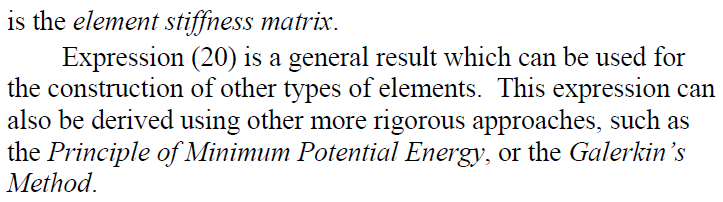 is the element stiffness matrix.
Expression (20) is a general result which can be used for
the construction of other types of elements.  This expression can
also be derived using other more rigorous approaches, such as
the Principle of Minimum Potential Energy, or the Galerkin’s
Method.